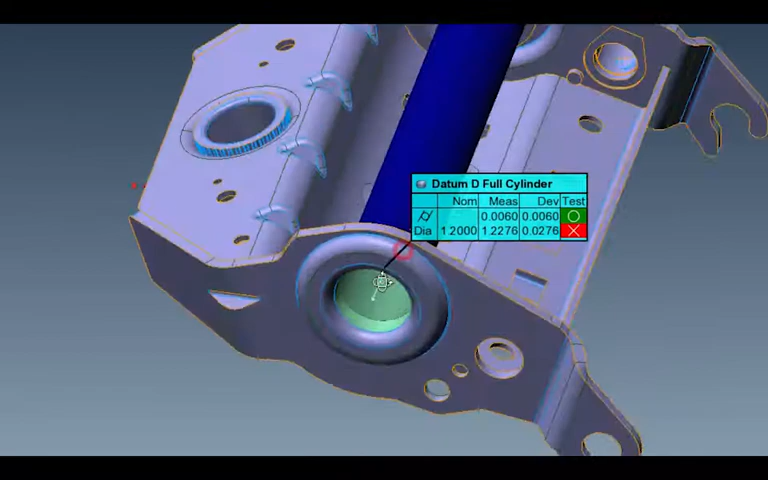 Datum D Full Cylinder
Nom Meas Dev Test
0.0060 0.0060
Dia 1.2000 1.2276 0.0276